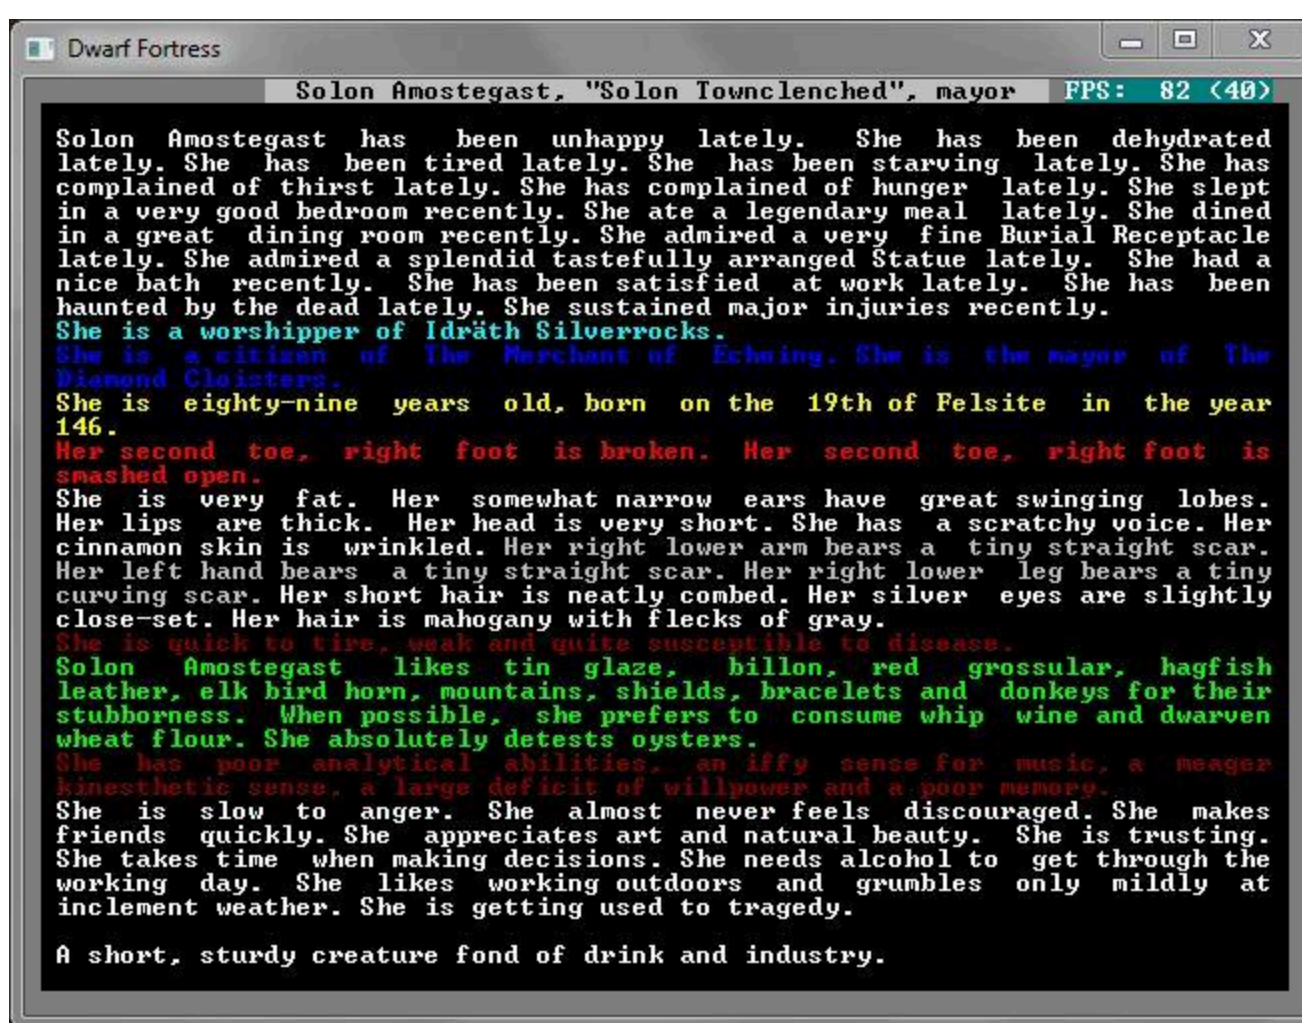 Dwarf Fortress
Solon Amostegast, "Solon Townclenched", mayor FPS: 82 (40)
Solon Amostegast has been unhappy lately. She has been dehydrated
lately. She has been tired lately. She has been starving lately. She has
complained of thirst lately. She has complained of hunger lately. She slept
in a very good bedroom recently. She ate a legendary meal lately. She dined
in a great dining room recently. She admired a very fine Burial Receptacle
lately. She admired a splendid tastefully arranged Statue lately. She had a
nice bath recently. She has been satisfied at work lately. She has been
haunted by the dead lately. She sustained major injuries recently.
She is a worshipper of Idräth Silverrocks.
She is a citizen of The Merchant of Echoing. She is the mayor of The
Diamond Cloisters.
She is eighty-nine years old, born on the 19th of Felsite in the year
146.
Her second toe, right foot is broken. Her second toe, right foot is
smashed open.
She is very fat. Her somewhat narrow ears have great swinging lobes.
Her lips are thick. Her head is very short. She has a scratchy voice. Her
cinnamon skin is wrinkled. Her right lower arm bears a tiny straight scar.
Her left hand bears a tiny straight scar. Her right lower leg bears a tiny
curving scar. Her short hair is neatly combed. Her silver eyes are slightly
close-set. Her hair is mahogany with flecks of gray.
She is quick to tire, weak and quite susceptible to disease.
Solon Amostegast likes tin glaze, billon, red grossular, hagfish
leather, elk bird horn, mountains, shields, bracelets and donkeys for their
stubborness. When possible, she prefers to consume whip wine and dwarven
wheat flour. She absolutely detests oysters.
She has poor analytical abilities, an iffy sense for music, a meager
kinesthetic sense, a large deficit of willpower and a poor memory.
She is slow to anger. She almost never feels discouraged. She makes
friends quickly. She appreciates art and natural beauty. She is trusting.
She takes time when making decisions. She needs alcohol to get through the
working day. She likes working outdoors and grumbles only mildly at
inclement weather. She is getting used to tragedy.
A short, sturdy creature fond of drink and industry.